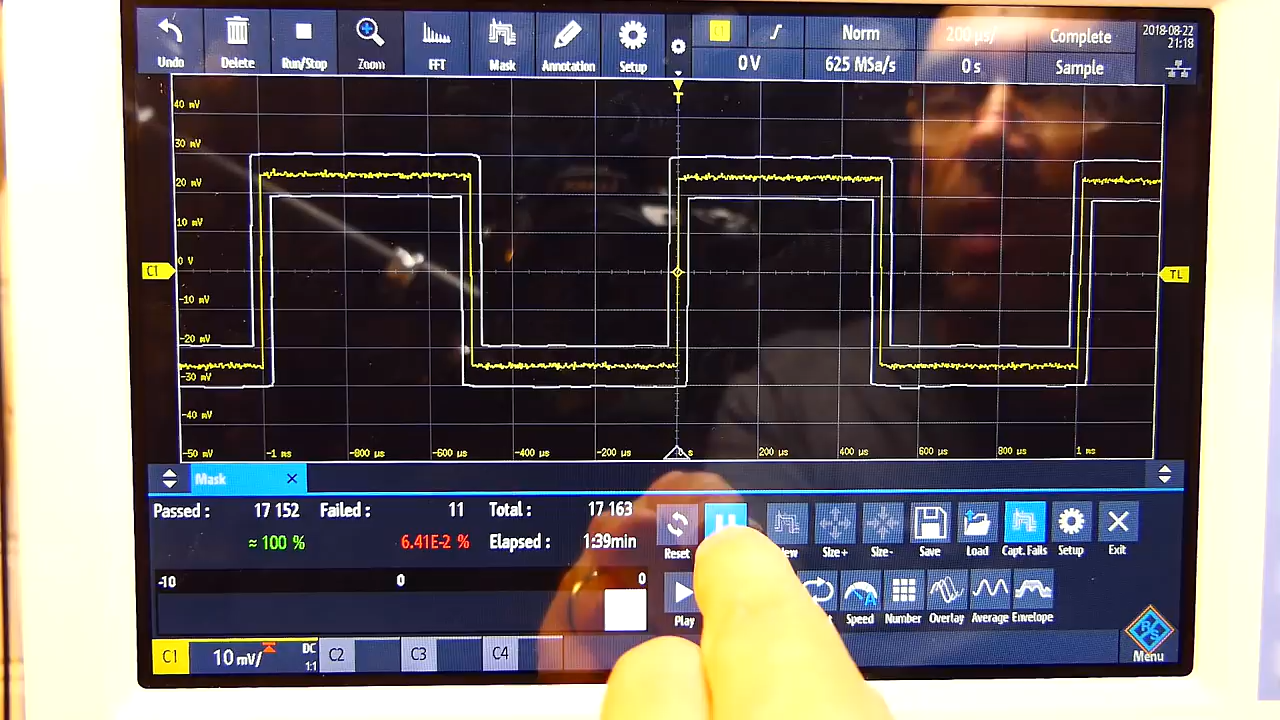 Undo Delete Run/Stop Zoom FFT Mask Annotation Setup
Norm 200 µs/ Complete
0 V 625 MSa/s 0 s Sample
2018-08-22
21:18
T
40 mV
30 mV
20 mV
10 mV
0 V
-10 mV
-20 mV
-30 mV
-40 mV
-50 mV
C1
TL
-1 ms -800 µs -600 µs -400 µs -200 µs 0 s 200 µs 400 µs 600 µs 800 µs 1 ms
Mask
Passed : 17 152 Failed : 11 Total : 17 163
≈ 100 % 6.41E-2 % Elapsed : 1:39min
-10 0 0
Reset Size+ Size- Save Load Capt. Fails Setup Exit
Play Speed Number Overlay Average Envelope
C1 10 mV/ DC 1:1 C2 C3 C4
Menu